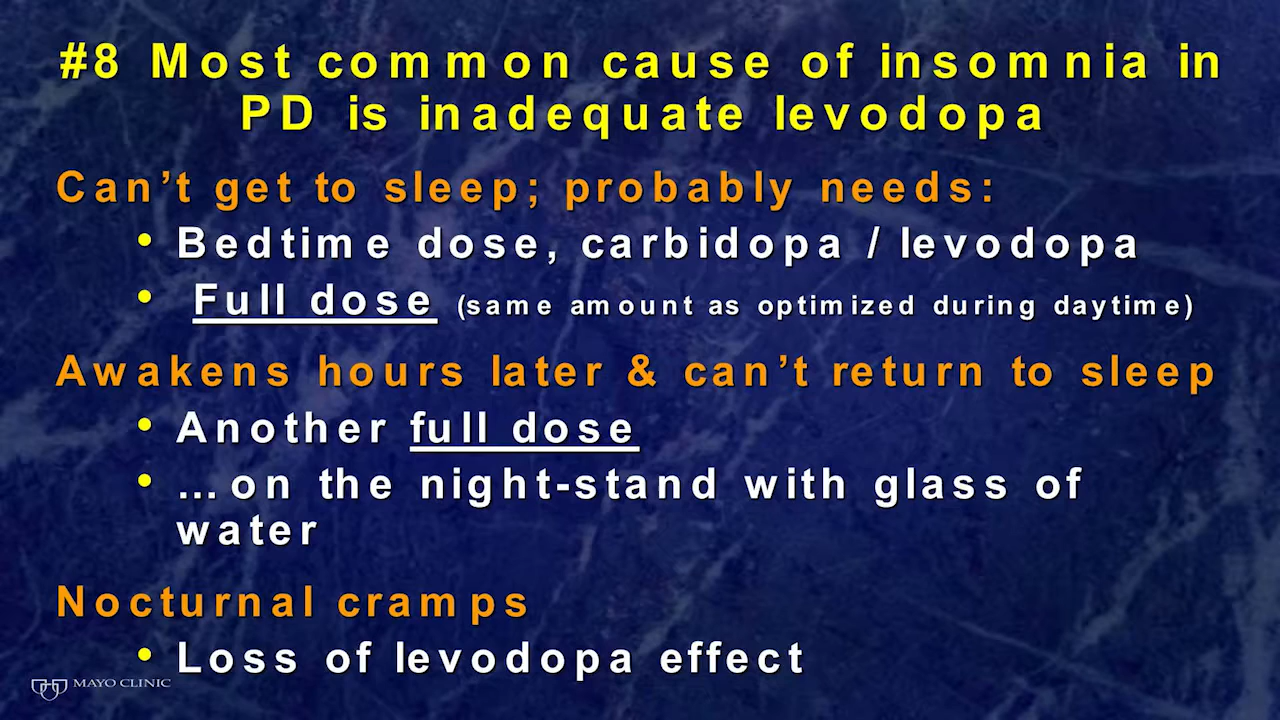 #8 Most common cause of insomnia in
PD is inadequate levodopa
Can’t get to sleep; probably needs:
• Bedtime dose, carbidopa / levodopa
• Full dose (same amount as optimized during daytime)
Awakens hours later & can’t return to sleep
• Another full dose
• …on the night-stand with glass of
water
Nocturnal cramps
• Loss of levodopa effect
MAYO CLINIC